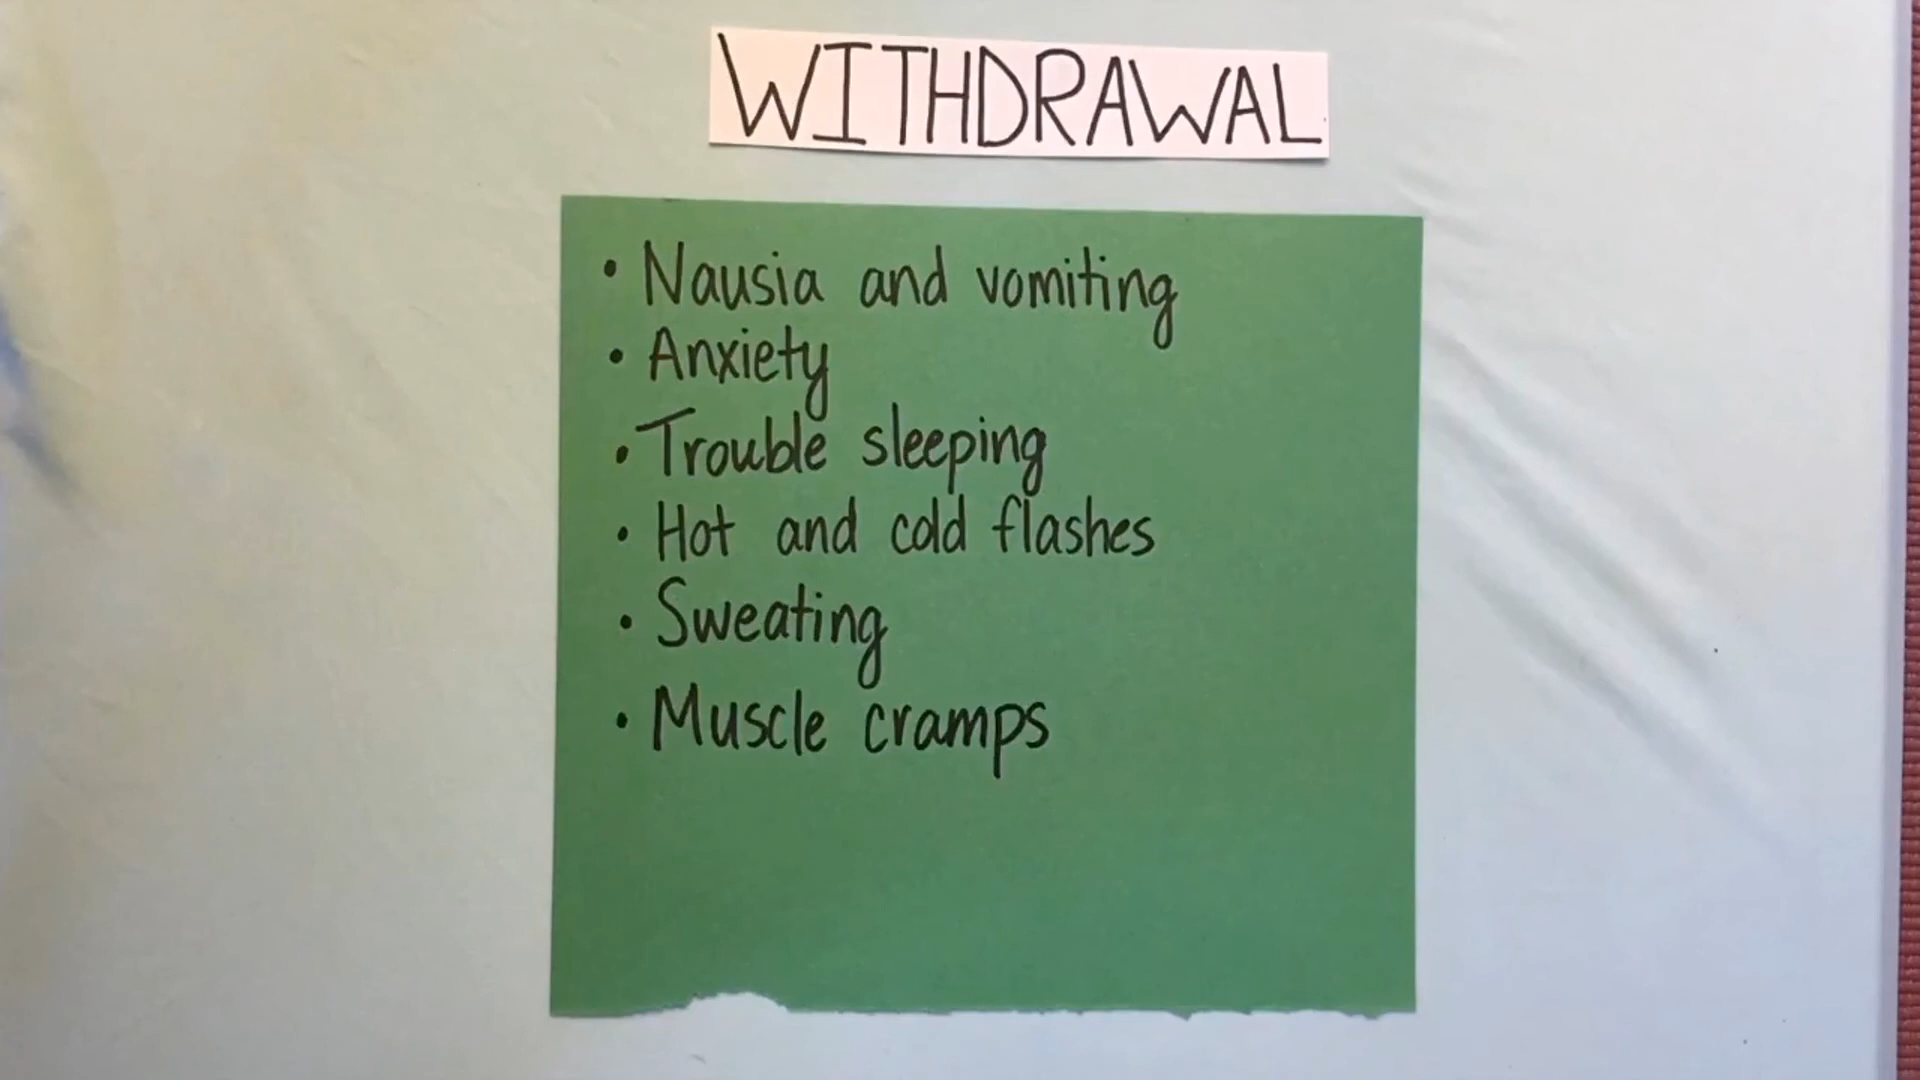 WITHDRAWAL
• Nausia and vomiting
• Anxiety
• Trouble sleeping
• Hot and cold flashes
• Sweating
• Muscle cramps